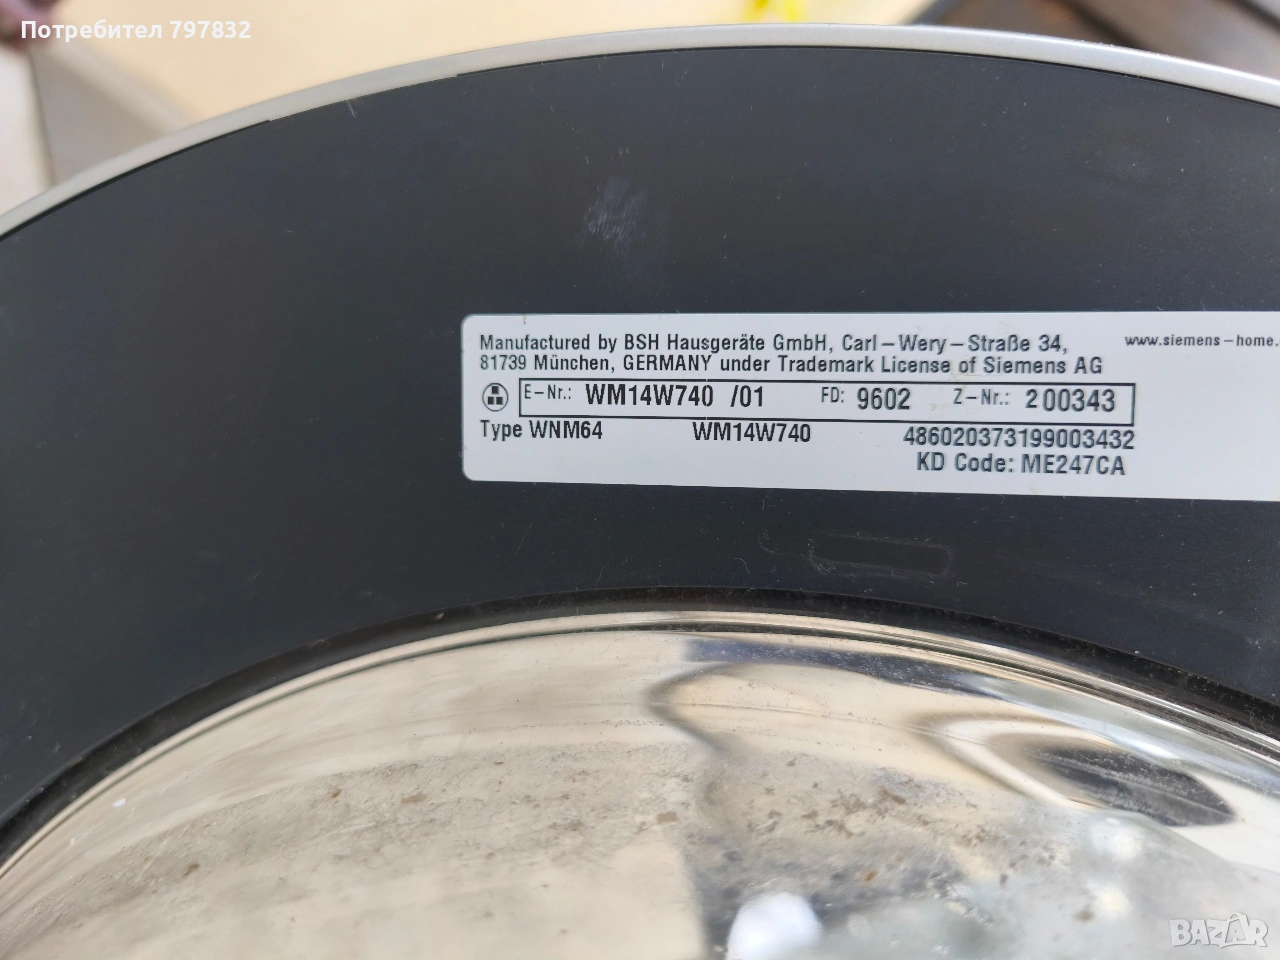 Потребител 797832
Manufactured by BSH Hausgeräte GmbH, Carl-Wery-Straße 34, www.siemens-home.
81739 München, GERMANY under Trademark License of Siemens AG
E-Nr.: WM14W740 /01 FD: 9602 Z-Nr.: 200343
Type WNM64 WM14W740 486020373199003432
KD Code: ME247CA
BAZAR